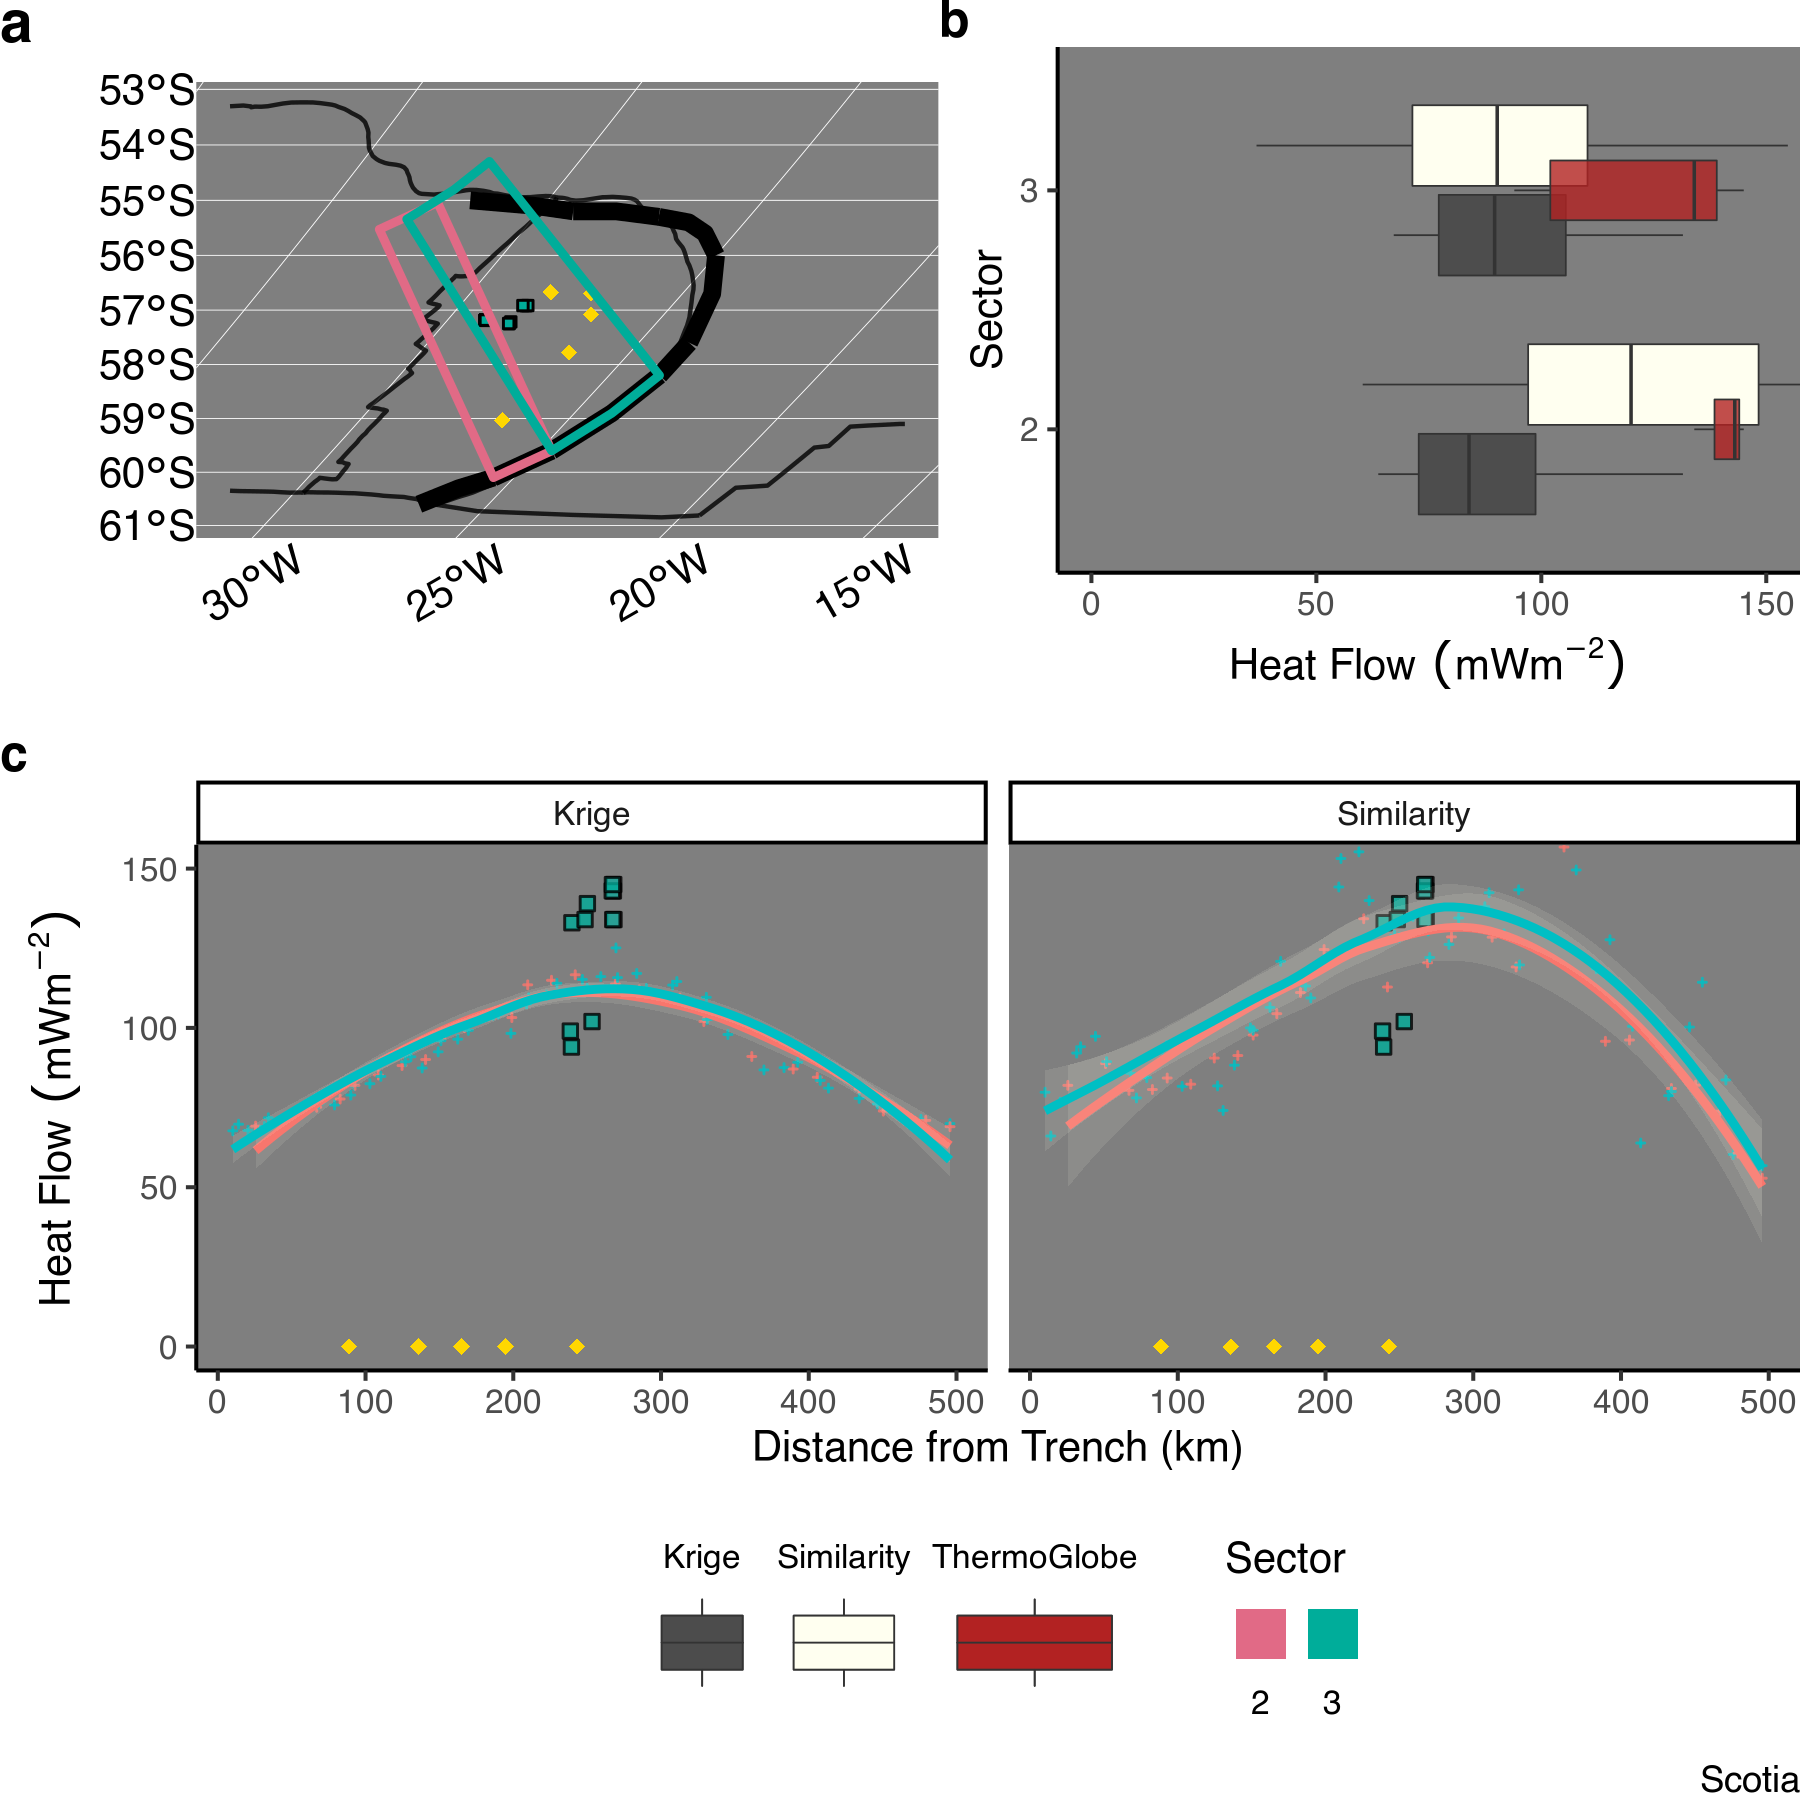 a
53°S
54°S
55°S
56°S
57°S
58°S
59°S
60°S
61°S
30°W 25°W 20°W 15°W
b
Sector
3
2
0 50 100 150
Heat Flow (mWm−2)
c
Krige Similarity
Heat Flow (mWm−2)
150
100
50
0
0 100 200 300 400 500 0 100 200 300 400 500
Distance from Trench (km)
Krige Similarity ThermoGlobe
Sector
2 3
Scotia